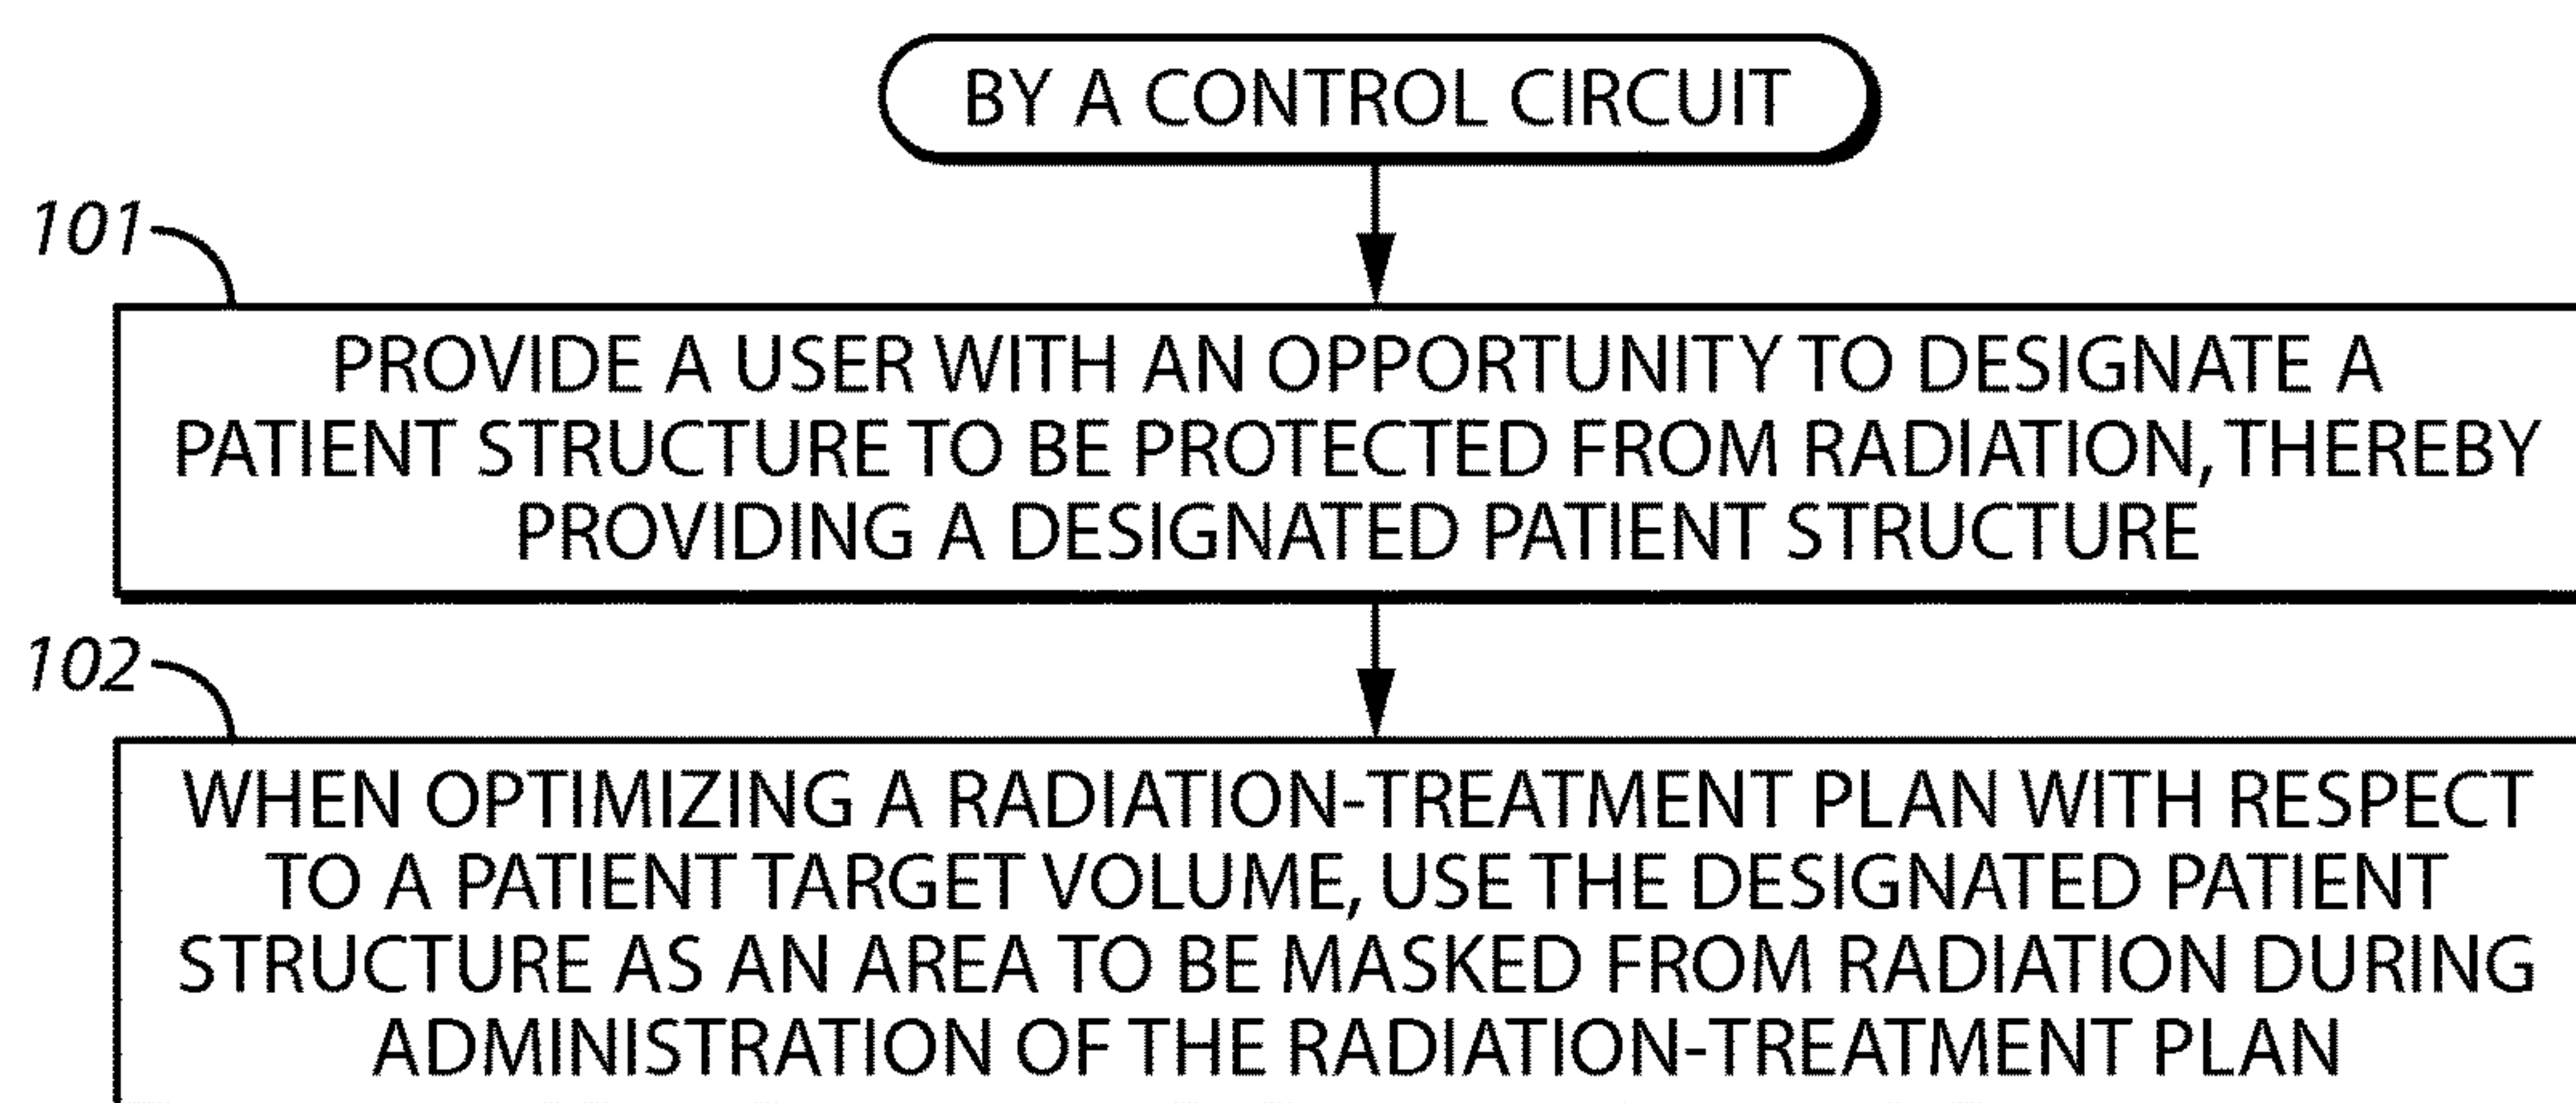 BY A CONTROL CIRCUIT
101
PROVIDE A USER WITH AN OPPORTUNITY TO DESIGNATE A
PATIENT STRUCTURE TO BE PROTECTED FROM RADIATION, THEREBY
PROVIDING A DESIGNATED PATIENT STRUCTURE
102
WHEN OPTIMIZING A RADIATION-TREATMENT PLAN WITH RESPECT
TO A PATIENT TARGET VOLUME, USE THE DESIGNATED PATIENT
STRUCTURE AS AN AREA TO BE MASKED FROM RADIATION DURING
ADMINISTRATION OF THE RADIATION-TREATMENT PLAN